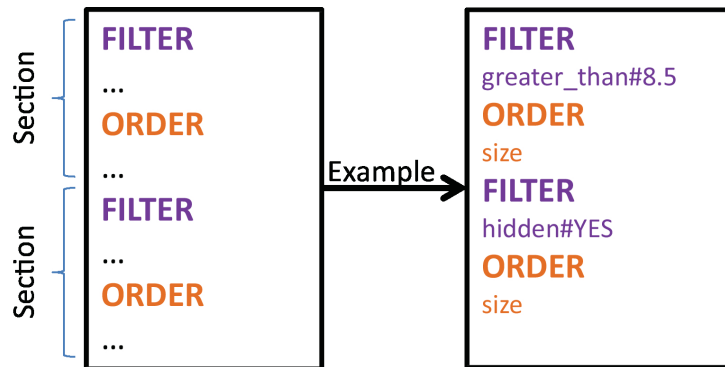 Section
FILTER
...
ORDER
...
Section
FILTER
...
ORDER
...
Example
FILTER
greater_than#8.5
ORDER
size
FILTER
hidden#YES
ORDER
size